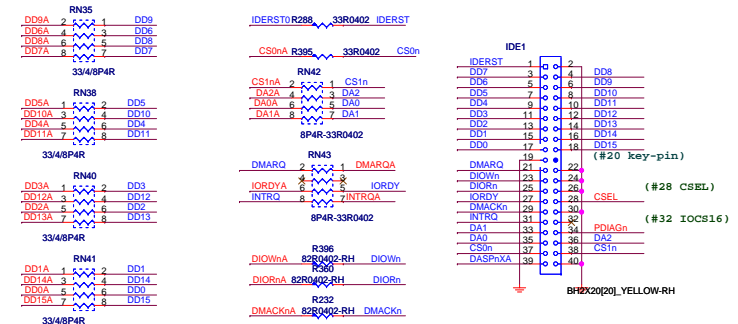 RN35
DD9A 2 1 DD9
DD6A 4 3 DD6
DD8A 6 5 DD8
DD7A 8 7 DD7
33/4/8P4R
RN38
DD5A 1 2 DD5
DD10A 3 4 DD10
DD4A 5 6 DD4
DD11A 7 8 DD11
33/4/8P4R
RN40
DD3A 1 2 DD3
DD12A 3 4 DD12
DD2A 5 6 DD2
DD13A 7 8 DD13
33/4/8P4R
RN41
DD1A 1 2 DD1
DD14A 3 4 DD14
DD0A 5 6 DD0
DD15A 7 8 DD15
33/4/8P4R
IDERST0 R288 33R0402 IDERST
CS0nA R395 33R0402 CS0n
RN42
CS1nA 2 1 CS1n
DA2A 4 3 DA2
DA0A 6 5 DA0
DA1A 8 7 DA1
8P4R-33R0402
RN43
DMARQ 2 1 DMARQA
4 3
IORDYA 6 5 IORDY
INTRQ 8 7 INTRQA
8P4R-33R0402
R396
DIOWnA 82R0402-RH DIOWn
R360
DIORnA 82R0402-RH DIORn
R232
DMACKnA 82R0402-RH DMACKn
IDE1
IDERST 1 2
DD7 3 4 DD8
DD6 5 6 DD9
DD5 7 8 DD10
DD4 9 10 DD11
DD3 11 12 DD12
DD2 13 14 DD13
DD1 15 16 DD14
DD0 17 18 DD15
19 (#20 key-pin)
DMARQ 21 22
DIOWn 23 24
DIORn 25 26 (#28 CSEL)
IORDY 27 28 CSEL
DMACKn 29 30
INTRQ 31 32 (#32 IOCS16)
DA1 33 34 PDIAGn
DA0 35 36 DA2
CS0n 37 38 CS1n
DASPnXA 39 40
BH2X20[20]_YELLOW-RH